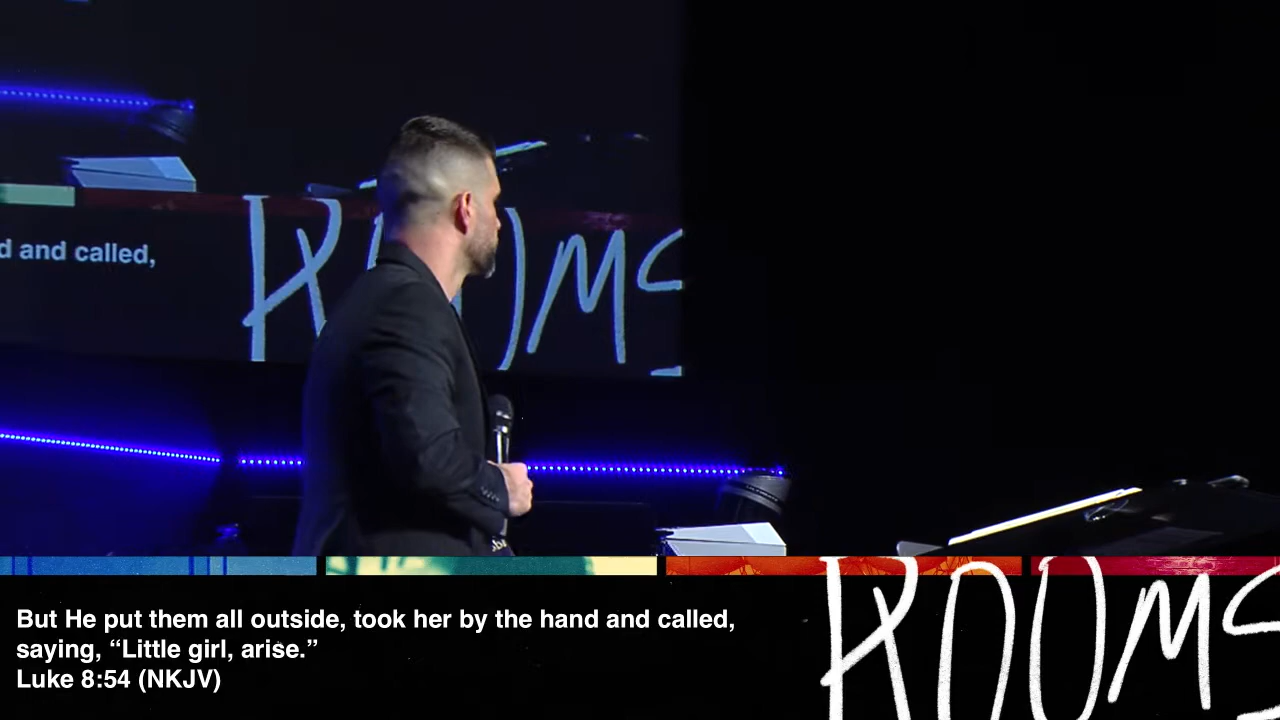 d and called,
ROOMS
But He put them all outside, took her by the hand and called,
saying, “Little girl, arise.”
Luke 8:54 (NKJV)
ROOMS